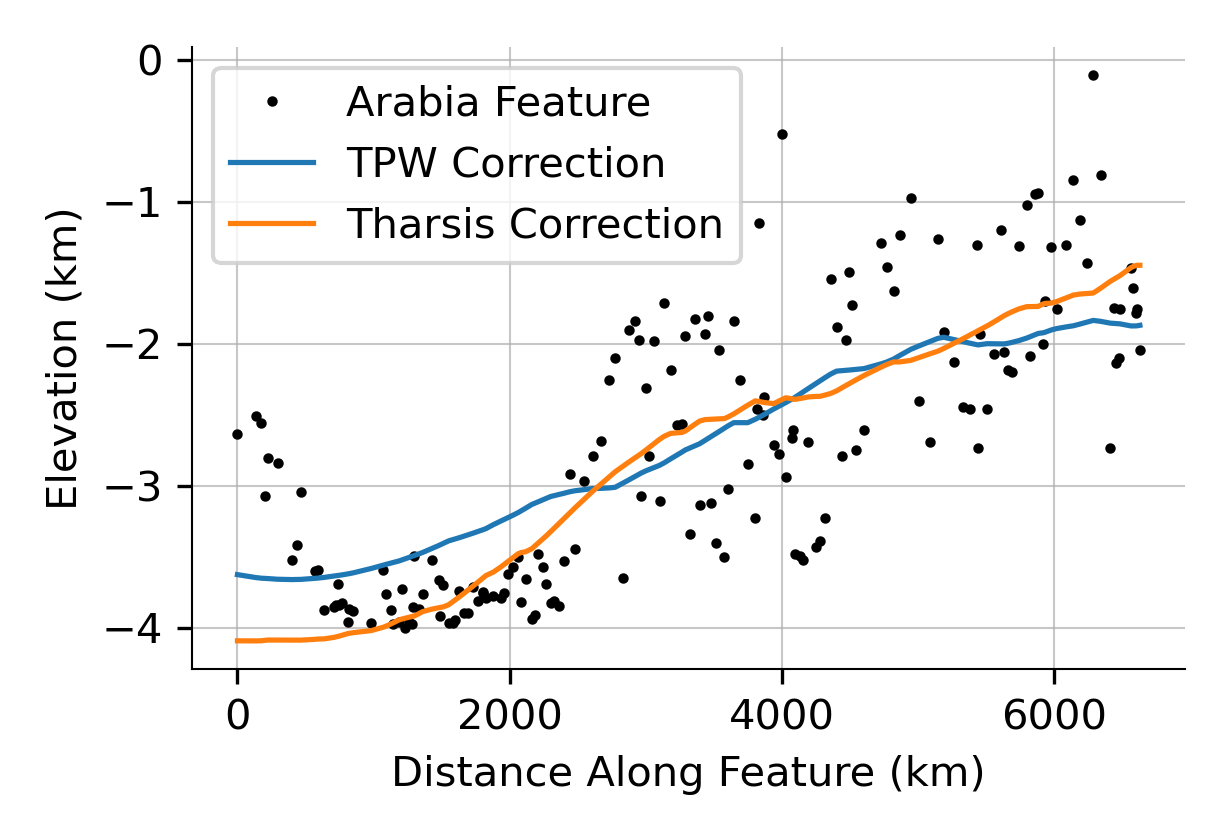 0
−1
−2
−3
−4
Elevation (km)
Arabia Feature
TPW Correction
Tharsis Correction
0 2000 4000 6000
Distance Along Feature (km)